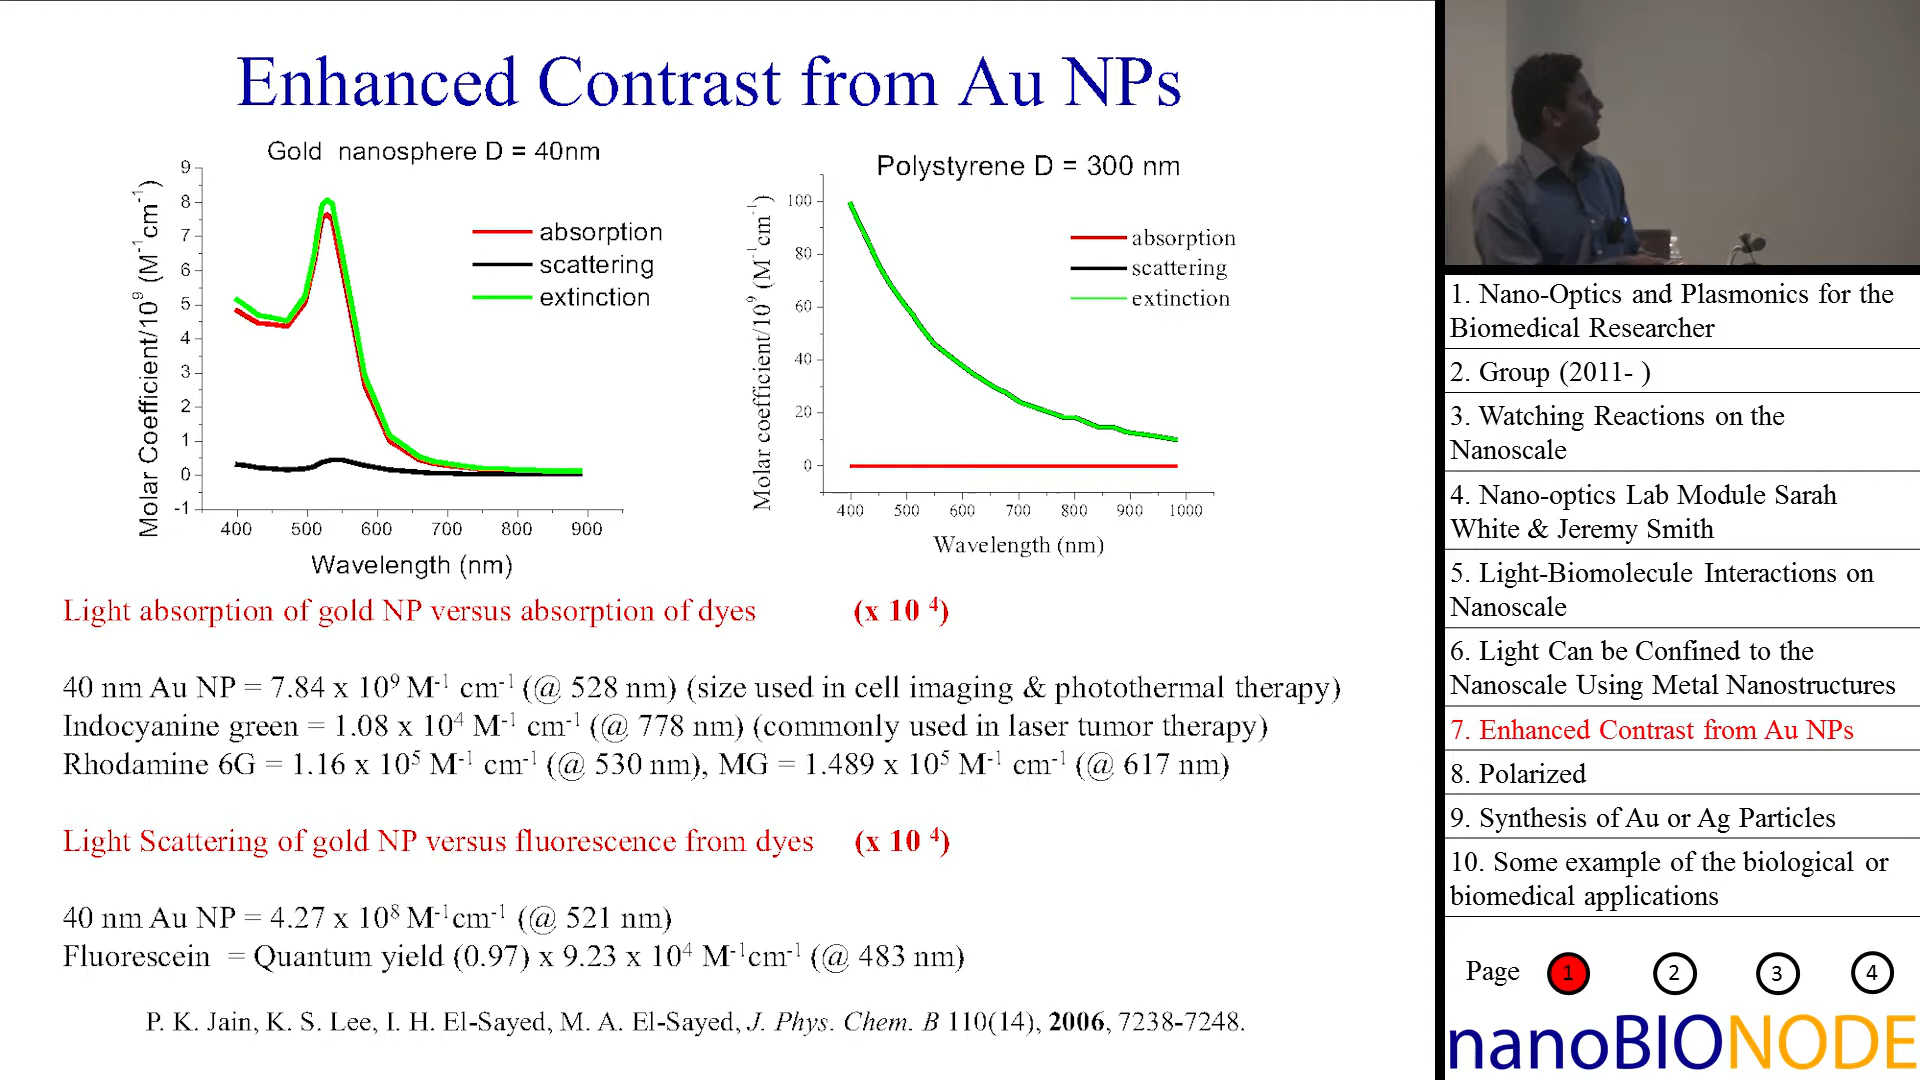 Enhanced Contrast from Au NPs
Gold nanosphere D = 40nm
9
8
7
6
5
4
3
2
1
0
-1
Molar Coefficient/10⁹ (M⁻¹cm⁻¹)
absorption
scattering
extinction
400 500 600 700 800 900
Wavelength (nm)
Polystyrene D = 300 nm
100
80
60
40
20
0
Molar coefficient/10⁹ (M⁻¹cm⁻¹)
absorption
scattering
extinction
400 500 600 700 800 900 1000
Wavelength (nm)
Light absorption of gold NP versus absorption of dyes (x 10 ⁴)
40 nm Au NP = 7.84 x 10⁹ M⁻¹ cm⁻¹ (@ 528 nm) (size used in cell imaging & photothermal therapy)
Indocyanine green = 1.08 x 10⁴ M⁻¹ cm⁻¹ (@ 778 nm) (commonly used in laser tumor therapy)
Rhodamine 6G = 1.16 x 10⁵ M⁻¹ cm⁻¹ (@ 530 nm), MG = 1.489 x 10⁵ M⁻¹ cm⁻¹ (@ 617 nm)
Light Scattering of gold NP versus fluorescence from dyes (x 10 ⁴)
40 nm Au NP = 4.27 x 10⁸ M⁻¹cm⁻¹ (@ 521 nm)
Fluorescein = Quantum yield (0.97) x 9.23 x 10⁴ M⁻¹cm⁻¹ (@ 483 nm)
P. K. Jain, K. S. Lee, I. H. El-Sayed, M. A. El-Sayed, J. Phys. Chem. B 110(14), 2006, 7238-7248.
1. Nano-Optics and Plasmonics for the
Biomedical Researcher
2. Group (2011- )
3. Watching Reactions on the
Nanoscale
4. Nano-optics Lab Module Sarah
White & Jeremy Smith
5. Light-Biomolecule Interactions on
Nanoscale
6. Light Can be Confined to the
Nanoscale Using Metal Nanostructures
7. Enhanced Contrast from Au NPs
8. Polarized
9. Synthesis of Au or Ag Particles
10. Some example of the biological or
biomedical applications
Page 1 2 3 4
nanoBIONODE